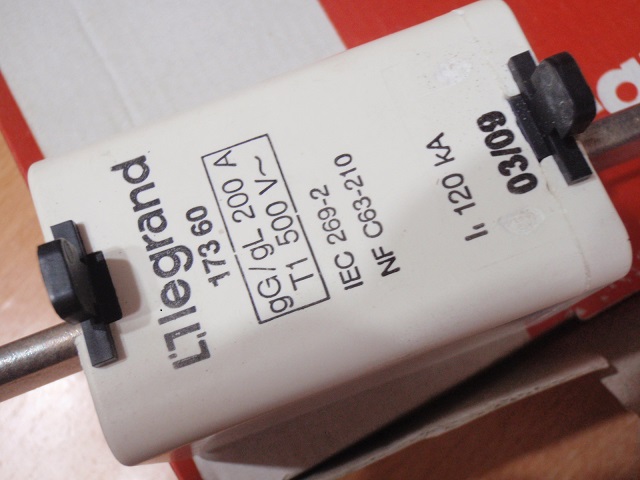 L'legrand
173 60
gG/gL 200 A
T1 500 V~
IEC 269-2
NF C63-210
I₁ 120 KA
03/09